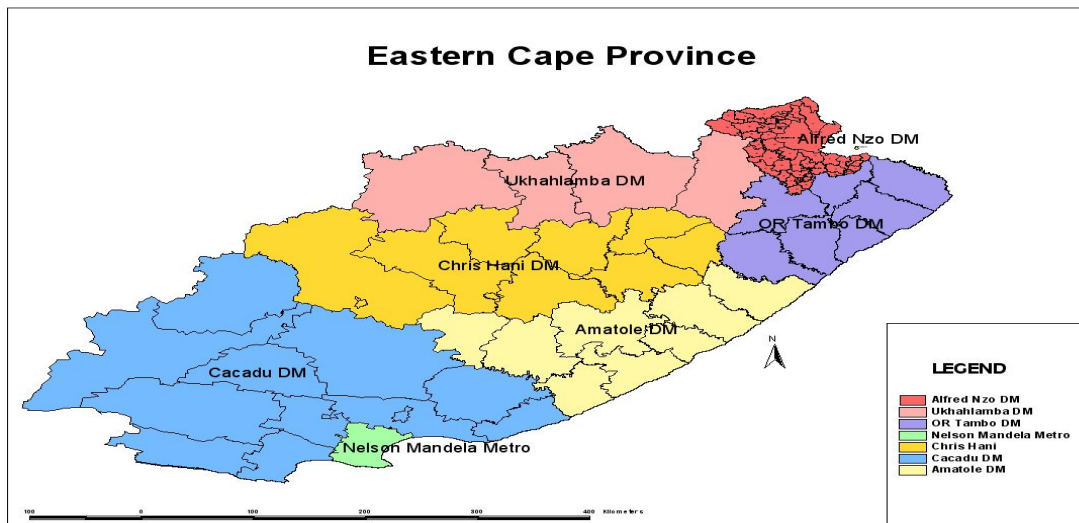 Eastern Cape Province
Alfred Nzo DM
Ukhahlamba DM
OR Tambo DM
Chris Hani DM
Amatole DM
N
Cacadu DM
Nelson Mandela Metro
LEGEND
Alfred Nzo DM
Ukhahlamba DM
OR Tambo DM
Nelson Mandela Metro
Chris Hani
Cacadu DM
Amatole DM
100 0 100 200 300 400 Kilometers